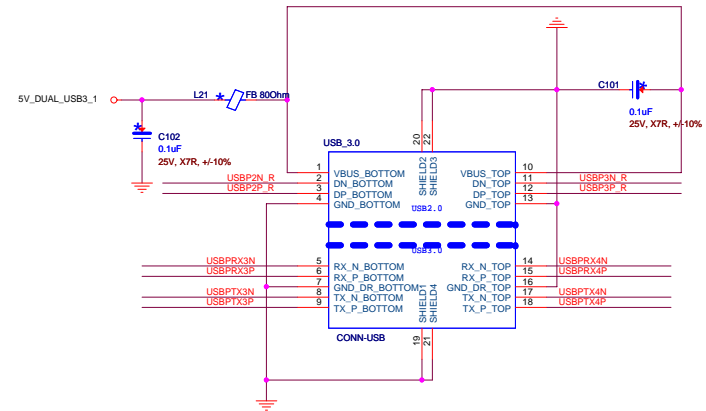 5V_DUAL_USB3_1
L21
FB 80Ohm
C101
0.1uF
25V, X7R, +/-10%
C102
0.1uF
25V, X7R, +/-10%
USB_3.0
20
22
SHIELD2
SHIELD3
1
VBUS_BOTTOM
VBUS_TOP
10
USBP2N_R
2
DN_BOTTOM
DN_TOP
11
USBP3N_R
USBP2P_R
3
DP_BOTTOM
DP_TOP
12
USBP3P_R
4
GND_BOTTOM
GND_TOP
13
USB2.0
USB3.0
USBPRX3N
5
RX_N_BOTTOM
RX_N_TOP
14
USBPRX4N
USBPRX3P
6
RX_P_BOTTOM
RX_P_TOP
15
USBPRX4P
7
GND_DR_BOTTOM
GND_DR_TOP
16
USBPTX3N
8
TX_N_BOTTOM
TX_N_TOP
17
USBPTX4N
USBPTX3P
9
TX_P_BOTTOM
TX_P_TOP
18
USBPTX4P
SHIELD1
SHIELD4
19
21
CONN-USB